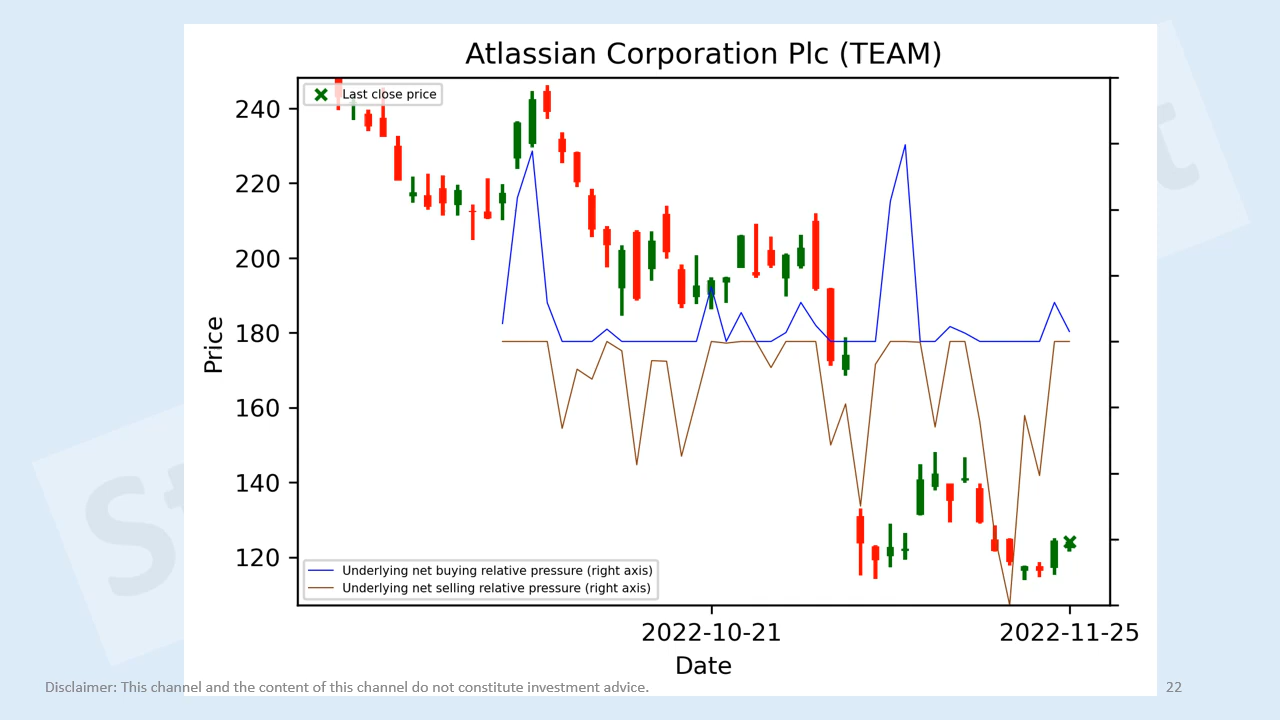 Atlassian Corporation Plc (TEAM)
Last close price
240
220
200
180
160
140
120
Price
Underlying net buying relative pressure (right axis)
Underlying net selling relative pressure (right axis)
2022-10-21
2022-11-25
Date
Disclaimer: This channel and the content of this channel do not constitute investment advice.
22
St
t